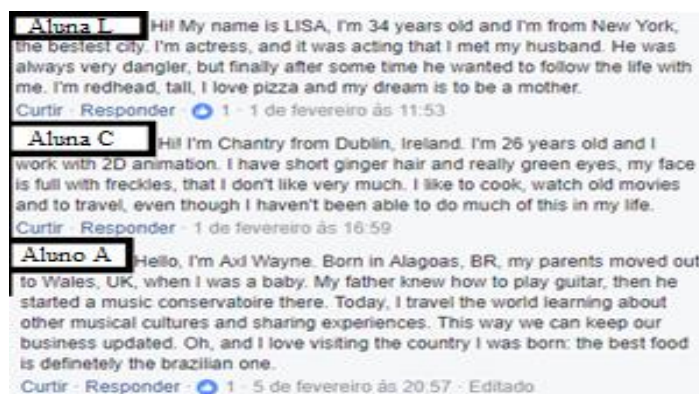 Aluna L Hi! My name is LISA, I'm 34 years old and I'm from New York,
the bestest city. I'm actress, and it was acting that I met my husband. He was
always very dangler, but finally after some time he wanted to follow the life with
me. I'm redhead, tall, I love pizza and my dream is to be a mother.
Curtir · Responder · 1 · 1 de fevereiro às 11:53
Aluna C Hi! I'm Chantry from Dublin, Ireland. I'm 26 years old and I
work with 2D animation. I have short ginger hair and really green eyes, my face
is full with freckles, that I don't like very much. I like to cook, watch old movies
and to travel, even though I haven't been able to do much of this in my life.
Curtir · Responder · 1 de fevereiro às 16:59
Aluno A Hello, I'm Axl Wayne. Born in Alagoas, BR, my parents moved out
to Wales, UK, when I was a baby. My father knew how to play guitar, then he
started a music conservatoire there. Today, I travel the world learning about
other musical cultures and sharing experiences. This way we can keep our
business updated. Oh, and I love visiting the country I was born: the best food
is definetely the brazilian one.
Curtir · Responder · 1 · 5 de fevereiro às 20:57 · Editado